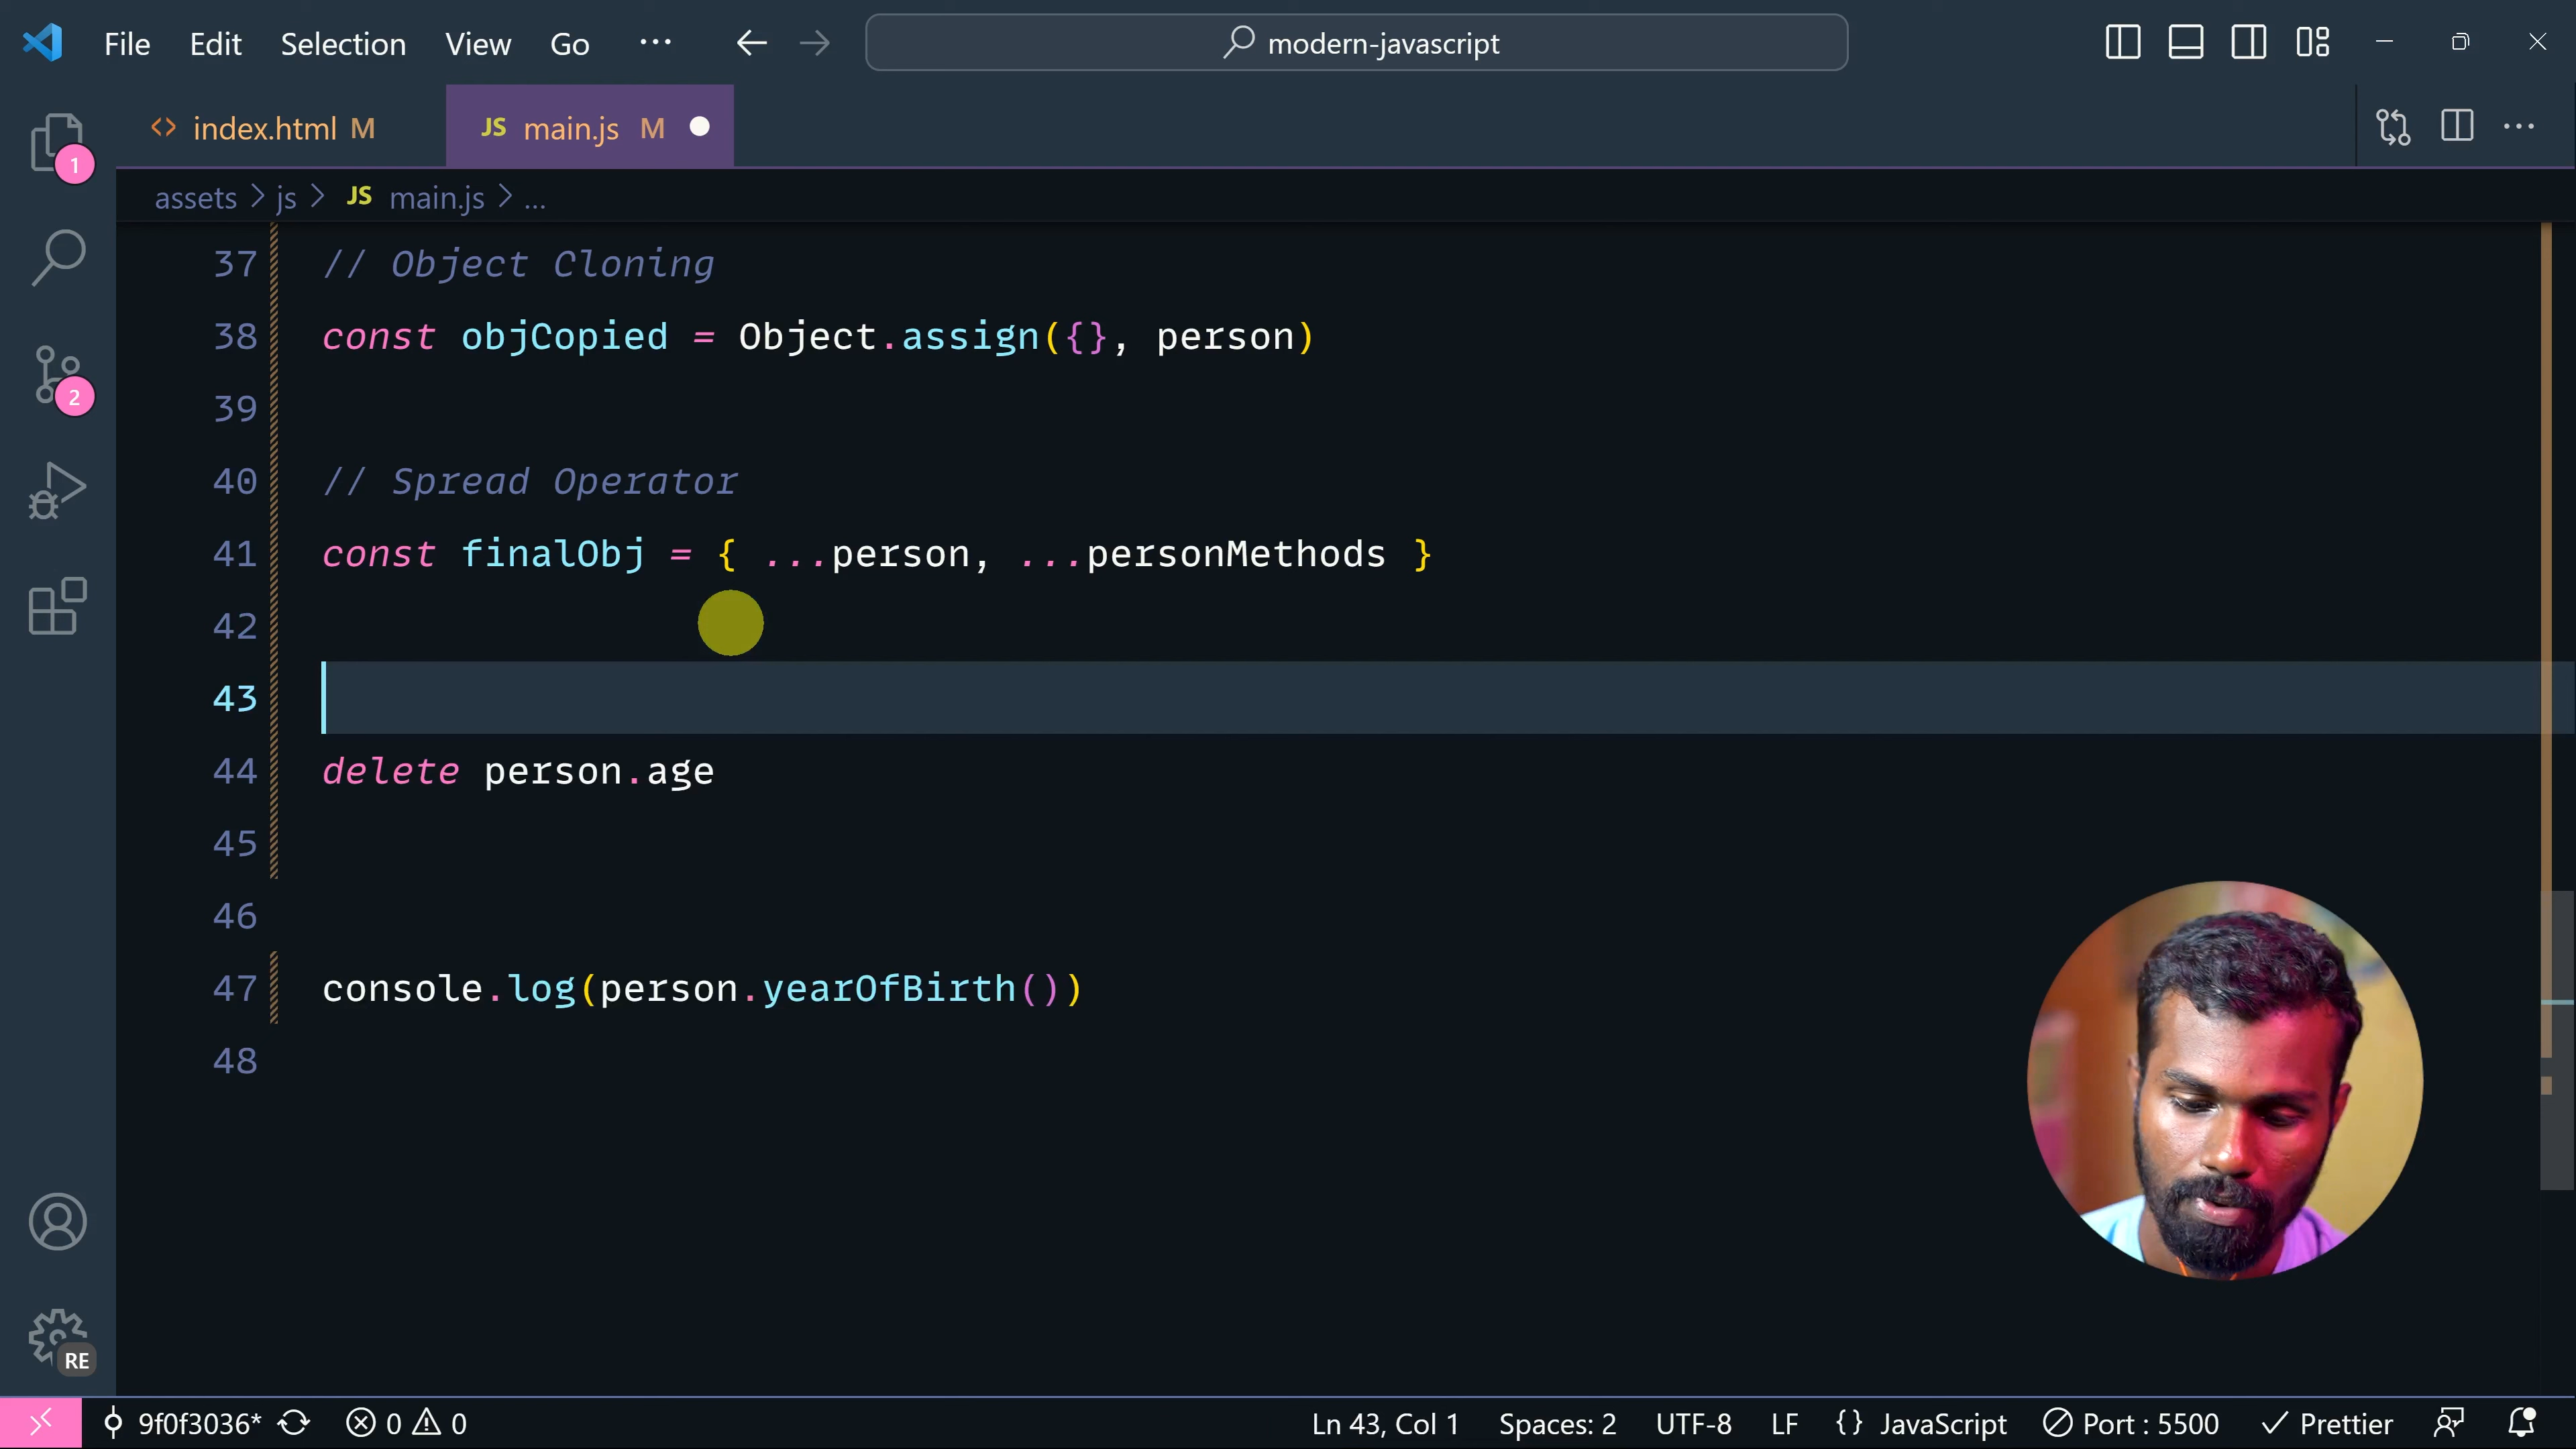 File Edit Selection View Go ··· modern-javascript
<> index.html M JS main.js M
1
assets > js > JS main.js > ...
37 // Object Cloning
38 const objCopied = Object.assign({}, person)
2
39
40 // Spread Operator
41 const finalObj = { ...person, ...personMethods }
42
43
44 delete person.age
45
46
47 console.log(person.yearOfBirth())
48
RE
9f0f3036* 0 0 Ln 43, Col 1 Spaces: 2 UTF-8 LF {} JavaScript Port : 5500 Prettier